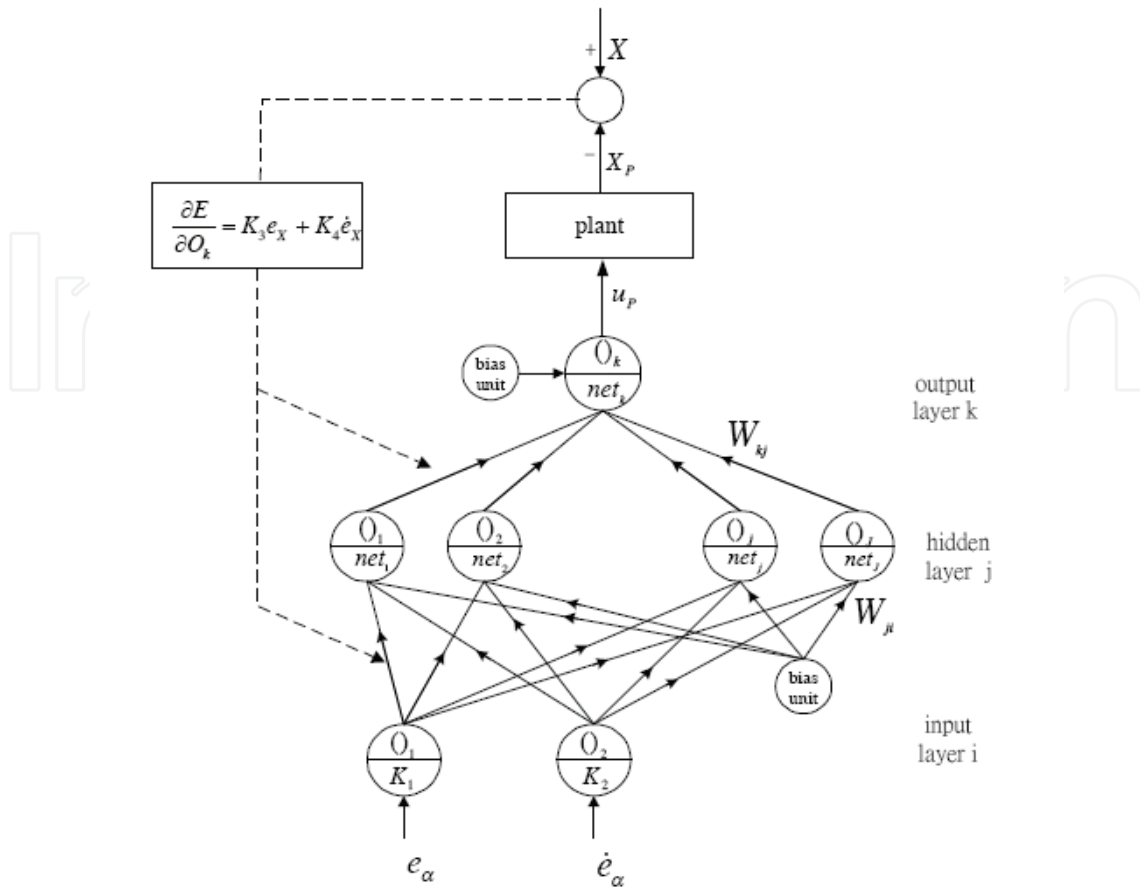 + X
− X_P
∂E/∂O_k = K_3 e_X + K_4 ė_X
plant
u_P
bias unit
O_k
net_k
output
layer k
W_kj
O_1
net_1
O_2
net_2
O_j
net_j
O_J
net_J
hidden
layer j
W_ji
bias
unit
O_1
K_1
O_2
K_2
input
layer i
e_α
ė_α